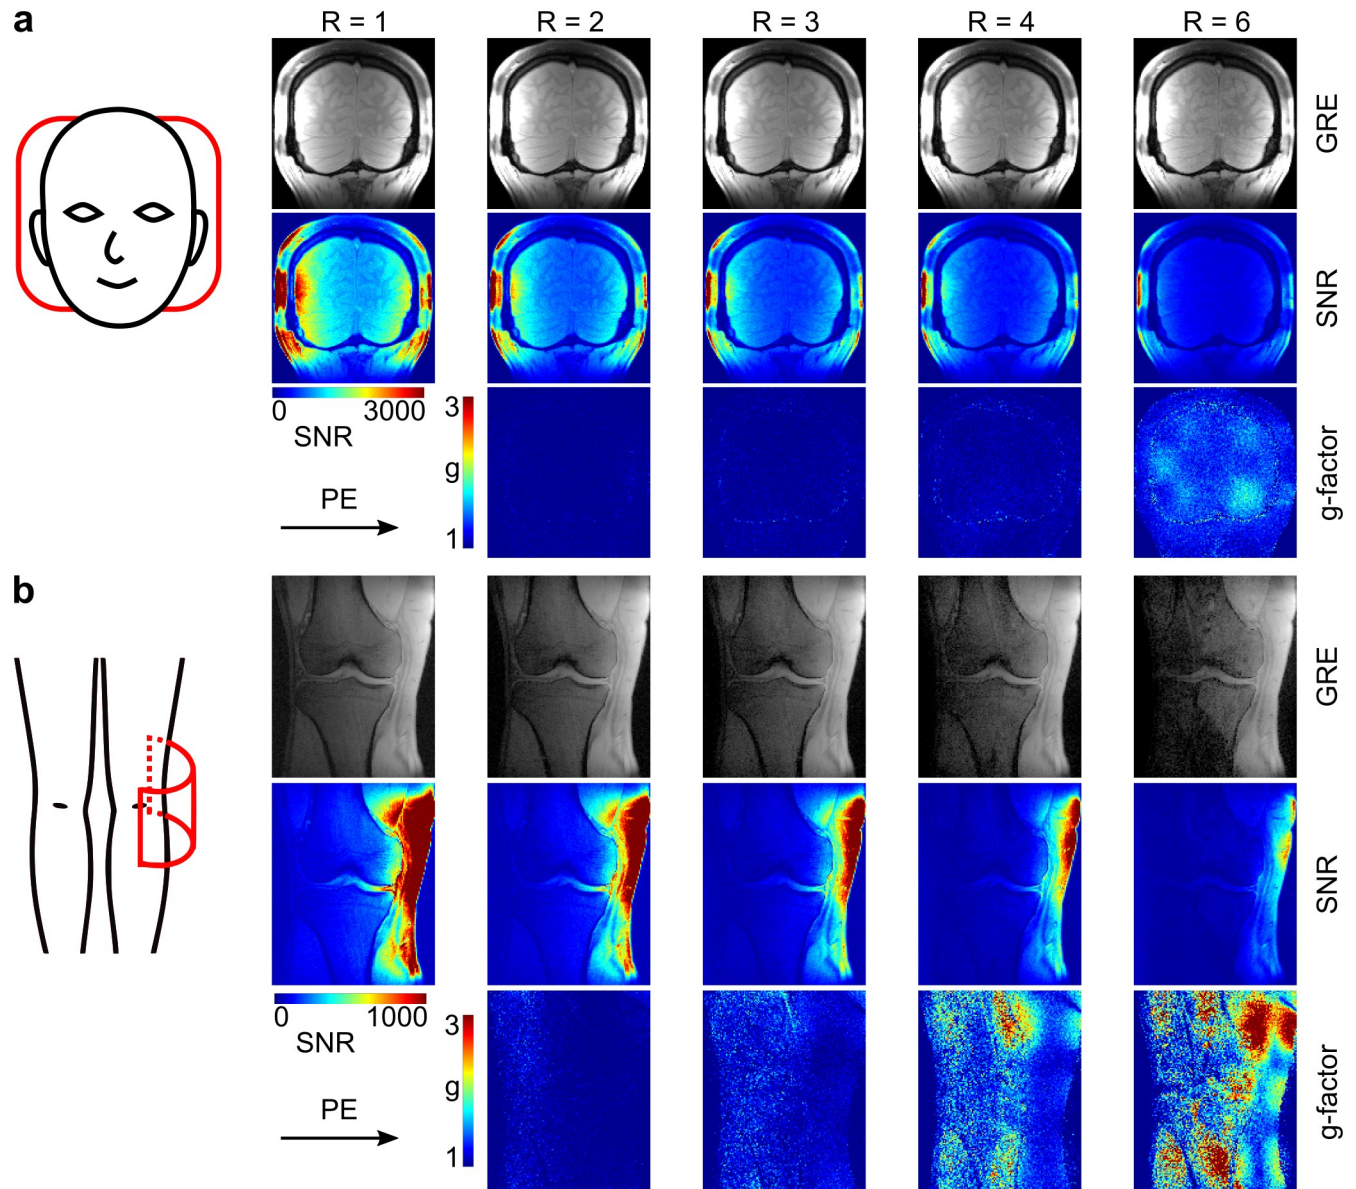 a
R = 1
R = 2
R = 3
R = 4
R = 6
GRE
SNR
0 3000
SNR
3
g
1
PE
g-factor
b
GRE
SNR
0 1000
SNR
3
g
1
PE
g-factor